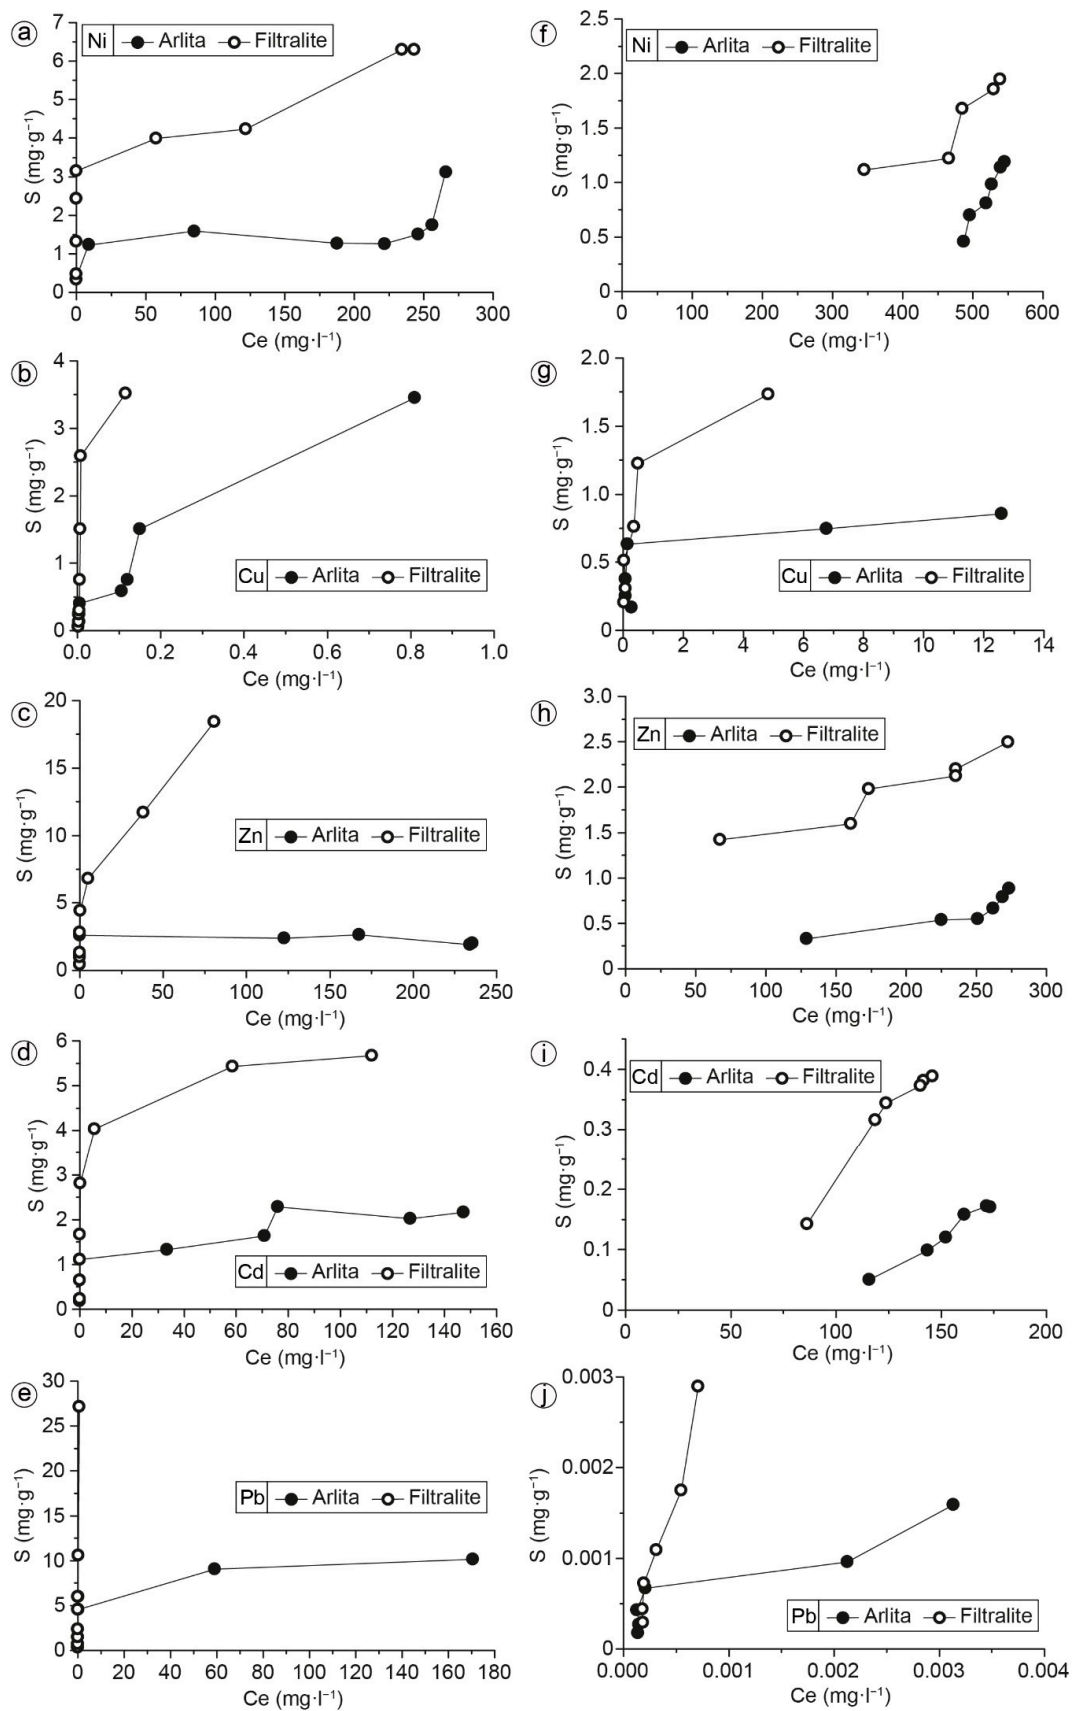 a
Ni Arlita Filtralite
7
6
5
4
3
2
1
0
S (mg·g⁻¹)
0 50 100 150 200 250 300
Ce (mg·l⁻¹)
f
Ni Arlita Filtralite
2.5
2.0
1.5
1.0
0.5
0
S (mg·g⁻¹)
0 100 200 300 400 500 600
Ce (mg·l⁻¹)
b
4
3
2
1
0
S (mg·g⁻¹)
Cu Arlita Filtralite
0.0 0.2 0.4 0.6 0.8 1.0
Ce (mg·l⁻¹)
g
2.0
1.5
1.0
0.5
0
S (mg·g⁻¹)
Cu Arlita Filtralite
0 2 4 6 8 10 12 14
Ce (mg·l⁻¹)
c
20
15
10
5
0
S (mg·g⁻¹)
Zn Arlita Filtralite
0 50 100 150 200 250
Ce (mg·l⁻¹)
h
Zn Arlita Filtralite
3.0
2.5
2.0
1.5
1.0
0.5
0
S (mg·g⁻¹)
0 50 100 150 200 250 300
Ce (mg·l⁻¹)
d
6
5
4
3
2
1
0
S (mg·g⁻¹)
Cd Arlita Filtralite
0 20 40 60 80 100 120 140 160
Ce (mg·l⁻¹)
i
Cd Arlita Filtralite
0.4
0.3
0.2
0.1
0
S (mg·g⁻¹)
0 50 100 150 200
Ce (mg·l⁻¹)
e
30
25
20
15
10
5
0
S (mg·g⁻¹)
Pb Arlita Filtralite
0 20 40 60 80 100 120 140 160 180
Ce (mg·l⁻¹)
j
0.003
0.002
0.001
0
S (mg·g⁻¹)
Pb Arlita Filtralite
0.000 0.001 0.002 0.003 0.004
Ce (mg·l⁻¹)